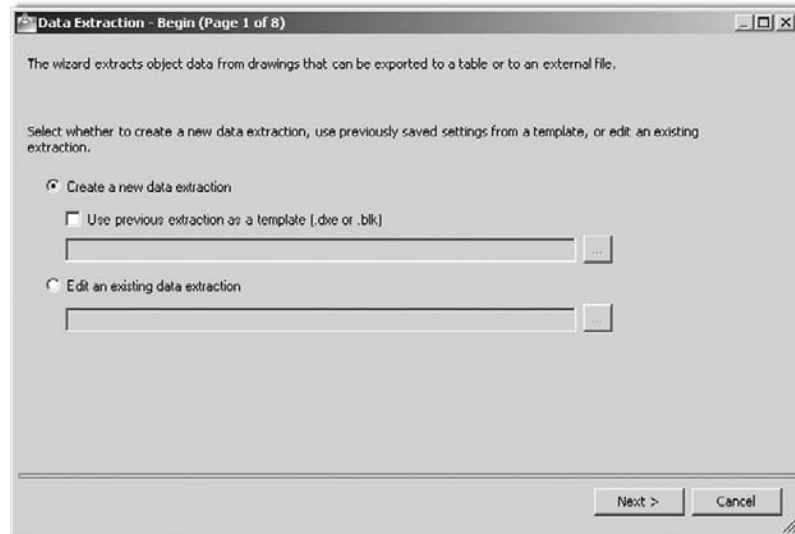 Data Extraction - Begin (Page 1 of 8)
The wizard extracts object data from drawings that can be exported to a table or to an external file.
Select whether to create a new data extraction, use previously saved settings from a template, or edit an existing
extraction.
Create a new data extraction
Use previous extraction as a template (.dxe or .blk)
...
Edit an existing data extraction
...
Next >
Cancel